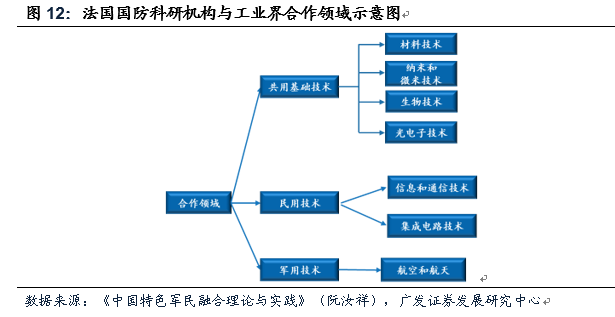 图 12：法国国防科研机构与工业界合作领域示意图
材料技术
纳米和
微米技术
共用基础技术
生物技术
光电子技术
信息和通信技术
合作领域
民用技术
集成电路技术
军用技术
航空和航天
数据来源：《中国特色军民融合理论与实践》（阮汝祥），广发证券发展研究中心